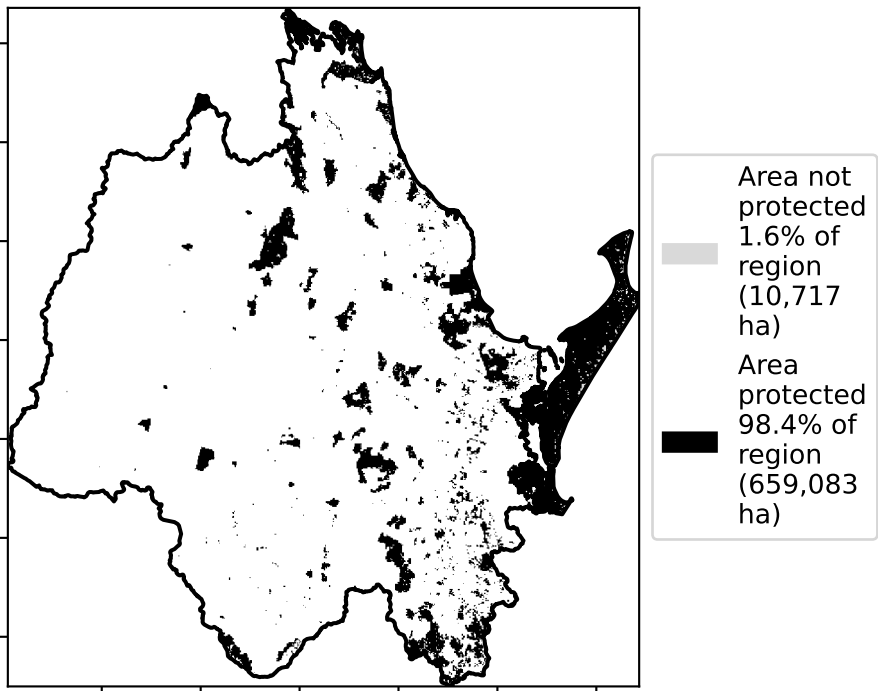 Area not
protected
1.6% of
region
(10,717
ha)
Area
protected
98.4% of
region
(659,083
ha)